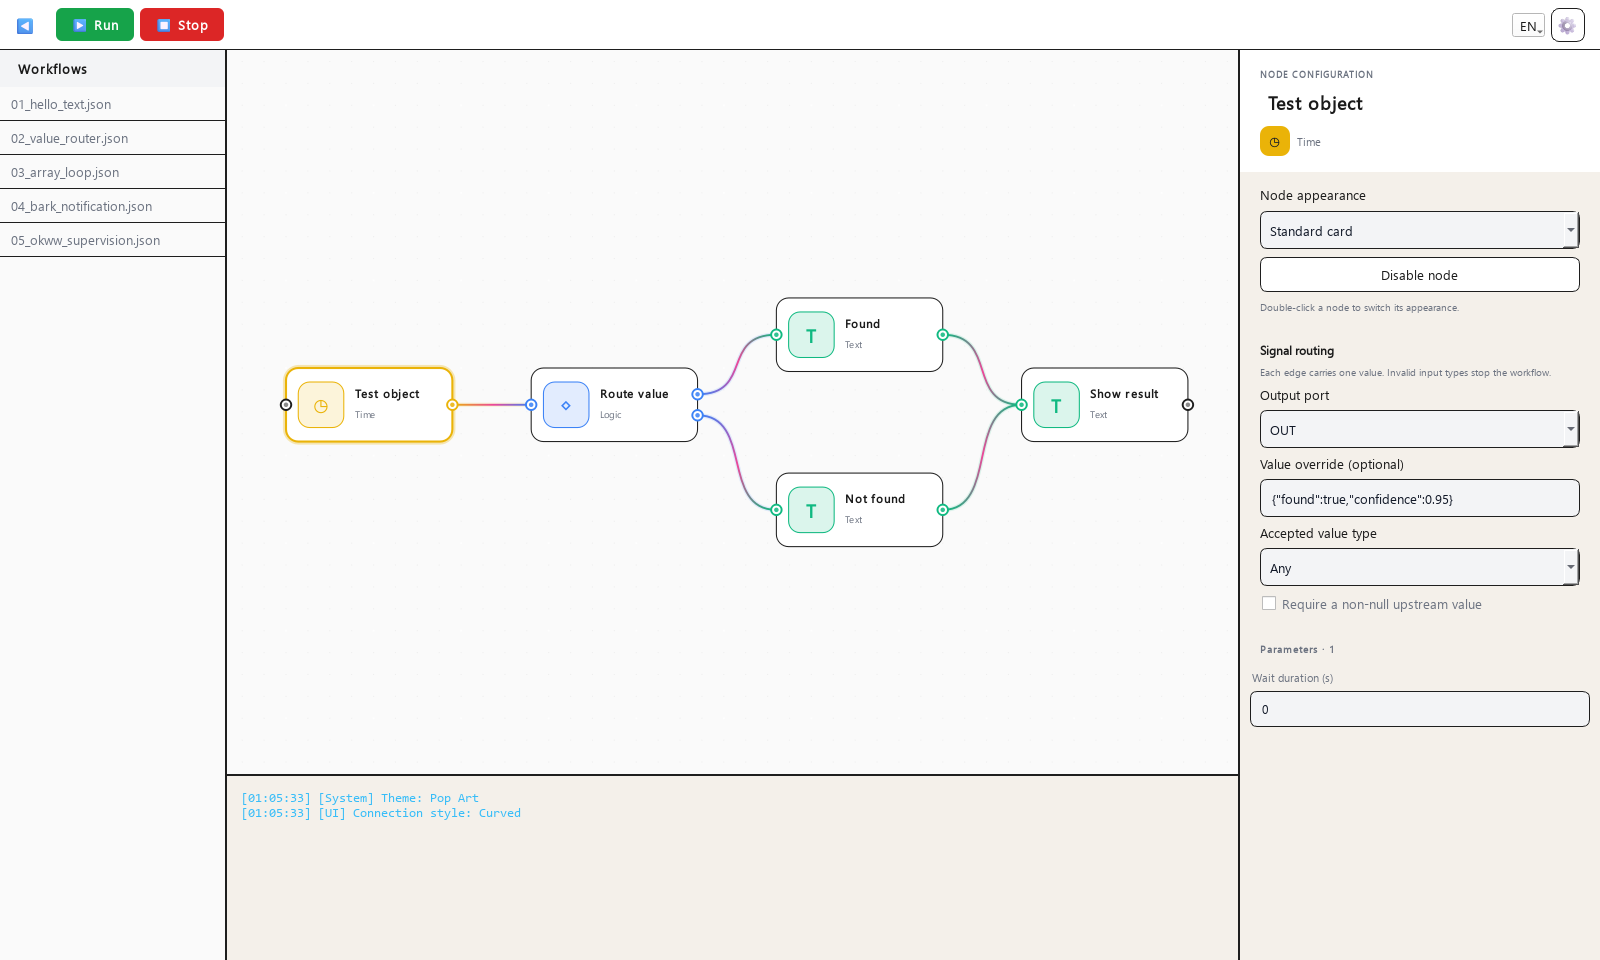 Run
Stop
EN
Workflows
01_hello_text.json
02_value_router.json
03_array_loop.json
04_bark_notification.json
05_okww_supervision.json
Test object
Time
Route value
Logic
T
Found
Text
T
Not found
Text
T
Show result
Text
[01:05:33] [System] Theme: Pop Art
[01:05:33] [UI] Connection style: Curved
NODE CONFIGURATION
Test object
Time
Node appearance
Standard card
Disable node
Double-click a node to switch its appearance.
Signal routing
Each edge carries one value. Invalid input types stop the workflow.
Output port
OUT
Value override (optional)
{"found":true,"confidence":0.95}
Accepted value type
Any
Require a non-null upstream value
Parameters · 1
Wait duration (s)
0